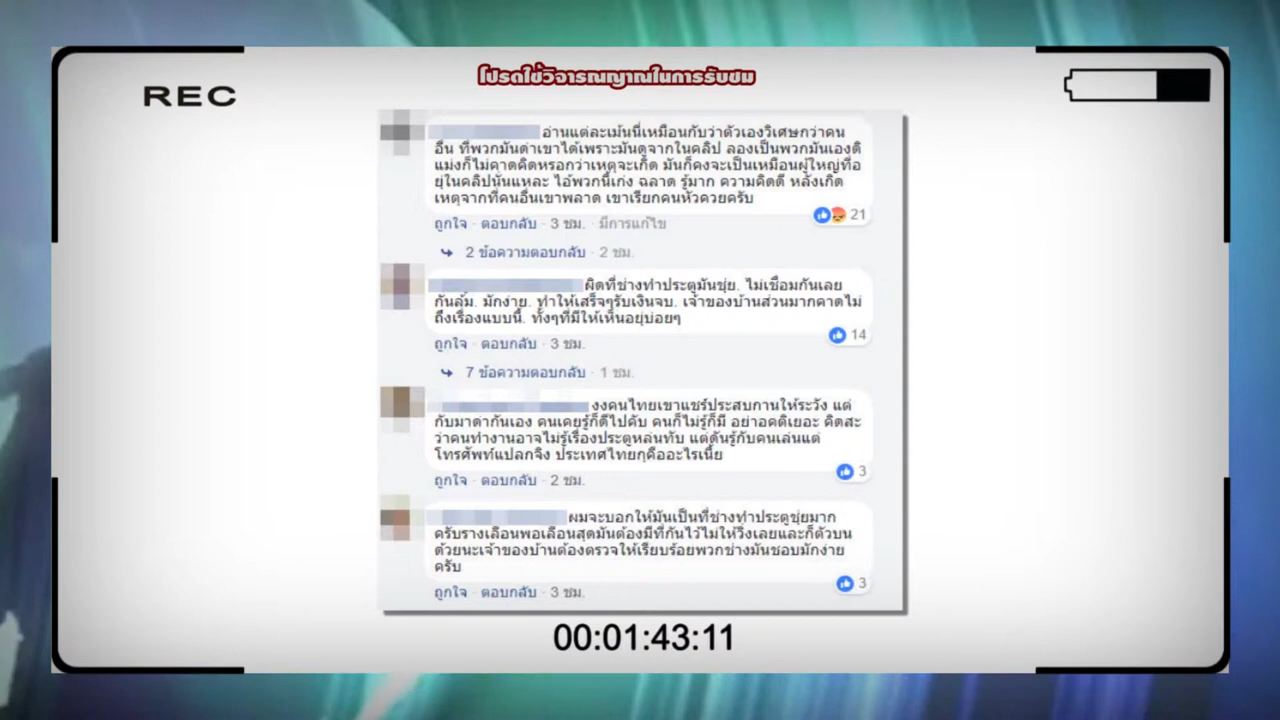 โปรดใช้วิจารณญาณในการรับชม
REC
อ่านแต่ละเม้นนี่เหมือนกับว่าตัวเองวิเศษกว่าคน
อื่น ที่พวกมันด่าเขาได้เพราะมันดูจากในคลิป ลองเป็นพวกมันเองดิ
แม่งก็ไม่คาดคิดหรอกว่าเหตุจะเกิด มันก็คงจะเป็นเหมือนผู้ใหญ่ที่อ
ยู่ในคลิปนั่นแหละ ไอ้พวกนี้เก่ง ฉลาด รู้มาก ความคิดดี หลังเกิด
เหตุจากที่คนอื่นเขาพลาด เขาเรียกคนหัวควยครับ
21
ถูกใจ · ตอบกลับ · 3 ชม. · มีการแก้ไข
2 ข้อความตอบกลับ · 2 ชม.
ผิดที่ช่างทำประตูมันชุ่ย. ไม่เชื่อมกันเลย
กันล้ม. มักง่าย. ทำให้เสร็จๆรับเงินจบ. เจ้าของบ้านส่วนมากคาดไม่
ถึงเรื่องแบบนี้. ทั้งๆที่มีให้เห็นอยู่บ่อยๆ
14
ถูกใจ · ตอบกลับ · 3 ชม.
7 ข้อความตอบกลับ · 1 ชม.
งงคนไทยเขาแชร์ประสบกานให้ระวัง แต่
กับมาด่ากันเอง คนเคยรู้ก็ดีไปคับ คนก็ไม่รู้ก็มี อย่าอคติเยอะ คิดสะ
ว่าคนทำงานอาจไม่รู้เรื่องประตูหล่นทับ แต่ดันรู้กับคนเล่นแต่
โทรศัพท์แปลกจิง ประเทศไทยกุคืออะไรเนี้ย
3
ถูกใจ · ตอบกลับ · 2 ชม.
ผมจะบอกให้มันเป็นที่ช่างทำประตูชุ่ยมาก
ครับรางเลือนพอเลือนสุดมันต้องมีที่กันไว้ไม่ให้วิ่งเลยและก็ตัวบน
ด้วยนะเจ้าของบ้านต้องตรวจให้เรียบร้อยพวกช่างมันชอบมักง่าย
ครับ
3
ถูกใจ · ตอบกลับ · 3 ชม.
00:01:43:11